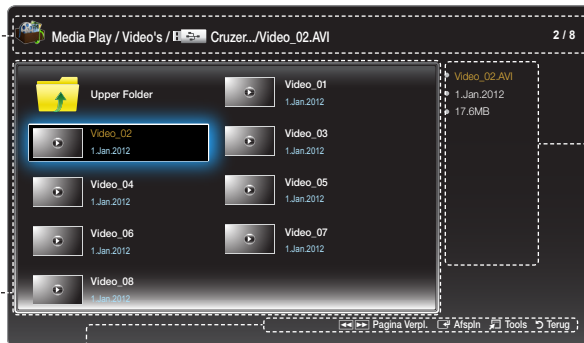 Media Play / Video's / Cruzer.../Video_02.AVI
2 / 8
Upper Folder
Video_01
1.Jan.2012
Video_02
1.Jan.2012
Video_03
1.Jan.2012
Video_04
1.Jan.2012
Video_05
1.Jan.2012
Video_06
1.Jan.2012
Video_07
1.Jan.2012
Video_08
1.Jan.2012
Video_02.AVI
1.Jan.2012
17.6MB
Pagina Verpl. Afspln Tools Terug